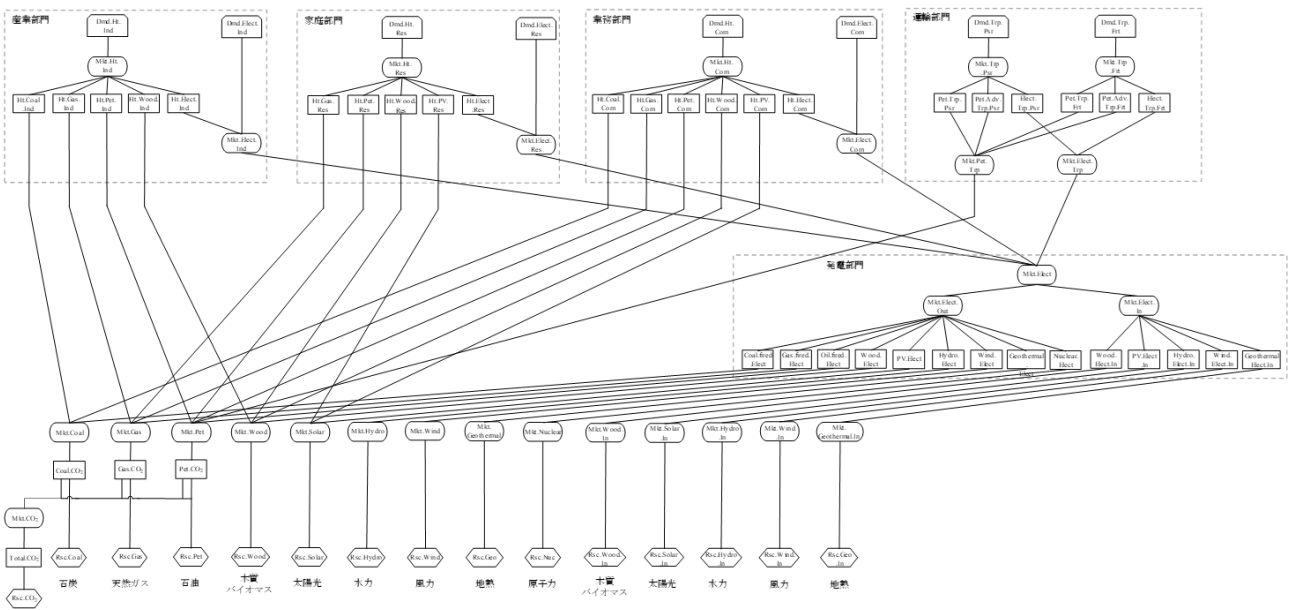 産業部門
家庭部門
業務部門
運輸部門
Dmd.Ht.
Ind
Dmd.Elect.
Ind
Dmd.Ht.
Res
Dmd.Elect.
Res
Dmd.Ht.
Com
Dmd.Elect.
Com
Dmd.Trp.
Psr
Dmd.Trp.
Frt
Mkt.Ht.
Ind
Mkt.Ht.
Res
Mkt.Ht.
Com
Mkt.Trp
.Psr
Mkt.Trp
.Frt
Ht.Coal
.Ind
Ht.Gas.
Ind
Ht.Pet.
Ind
Ht.Wood.
Ind
Ht.Elect.
Ind
Ht.Gas.
Res
Ht.Pet.
Res
Ht.Wood.
Res
Ht.PV.
Res
Ht.Elect
.Res
Ht.Coal.
Com
Ht.Gas.
Com
Ht.Pet.
Com
Ht.Wood.
Com
Ht.PV.
Com
Ht.Elect.
Com
Pet.Trp.
Psr
Pet.Adv.
Trp.Psr
Elect.
Trp.Psr
Pet.Trp.
Frt
Pet.Adv
Trp.Frt
Elect.
Trp.Frt
Mkt.Elect.
Ind
Mkt.Elect.
Res
Mkt.Elect.
Com
Mkt.Pet.
Trp
Mkt.Elect.
Trp
発電部門
Mkt.Elect
Mkt.Elect.
Out
Mkt.Elect.
In
Coal.fired
.Elect
Gas.fired.
Elect
Oil.fired.
Elect
Wood.
Elect
PV.Elect
Hydro.
Elect
Wind.
Elect
Geothermal
Elect
Nuclear.
Elect
Wood.
Elect.In
PV.Elect
.In
Hydro.
Elect.In
Wind.
Elect.In
Geothermal
Elect.In
Mkt.Coal
Mkt.Gas
Mkt.Pet
Mkt.Wood
Mkt.Solar
Mkt.Hydro
Mkt.Wind
Mkt.
Geothermal
Mkt.Nuclear
Mkt.Wood.
In
Mkt.Solar
.In
Mkt.Hydro
.In
Mkt.Wind
.In
Mkt.
Geothermal.In
Coal.CO₂
Gas.CO₂
Pet.CO₂
Mkt.CO₂
Total.CO₂
Rsc.Coal
Rsc.Gas
Rsc.Pet
Rsc.Wood
Rsc.Solar
Rsc.Hydro
Rsc.Wind
Rsc.Geo
Rsc.Nuc
Rsc.Wood.
In
Rsc.Solar
.In
Rsc.Hydro
.In
Rsc.Wind.
In
Rsc.Geo
.In
石炭
天然ガス
石油
木質
バイオマス
太陽光
水力
風力
地熱
原子力
木質
バイオマス
太陽光
水力
風力
地熱
Rsc.CO₂